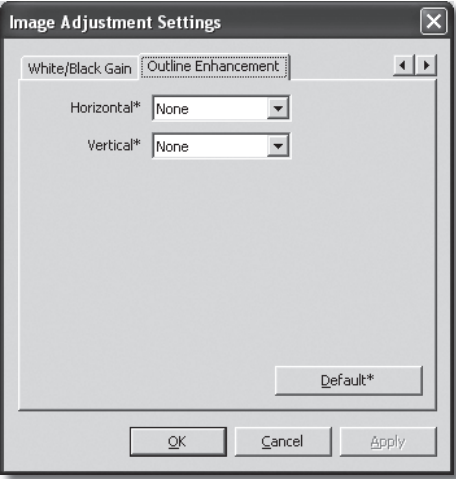 Image Adjustment Settings
White/Black Gain Outline Enhancement
Horizontal* None
Vertical* None
Default*
OK Cancel Apply